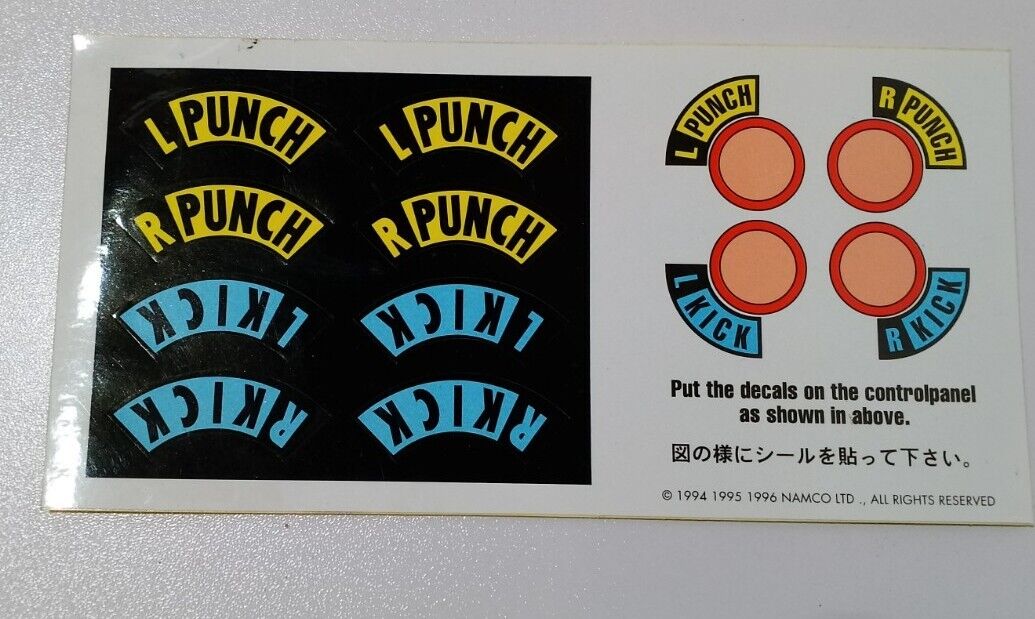 L PUNCH
L PUNCH
R PUNCH
R PUNCH
L KICK
L KICK
R KICK
R KICK
L PUNCH
R PUNCH
L KICK
R KICK
Put the decals on the controlpanel
as shown in above.
図の様にシールを貼って下さい。
© 1994 1995 1996 NAMCO LTD ., ALL RIGHTS RESERVED